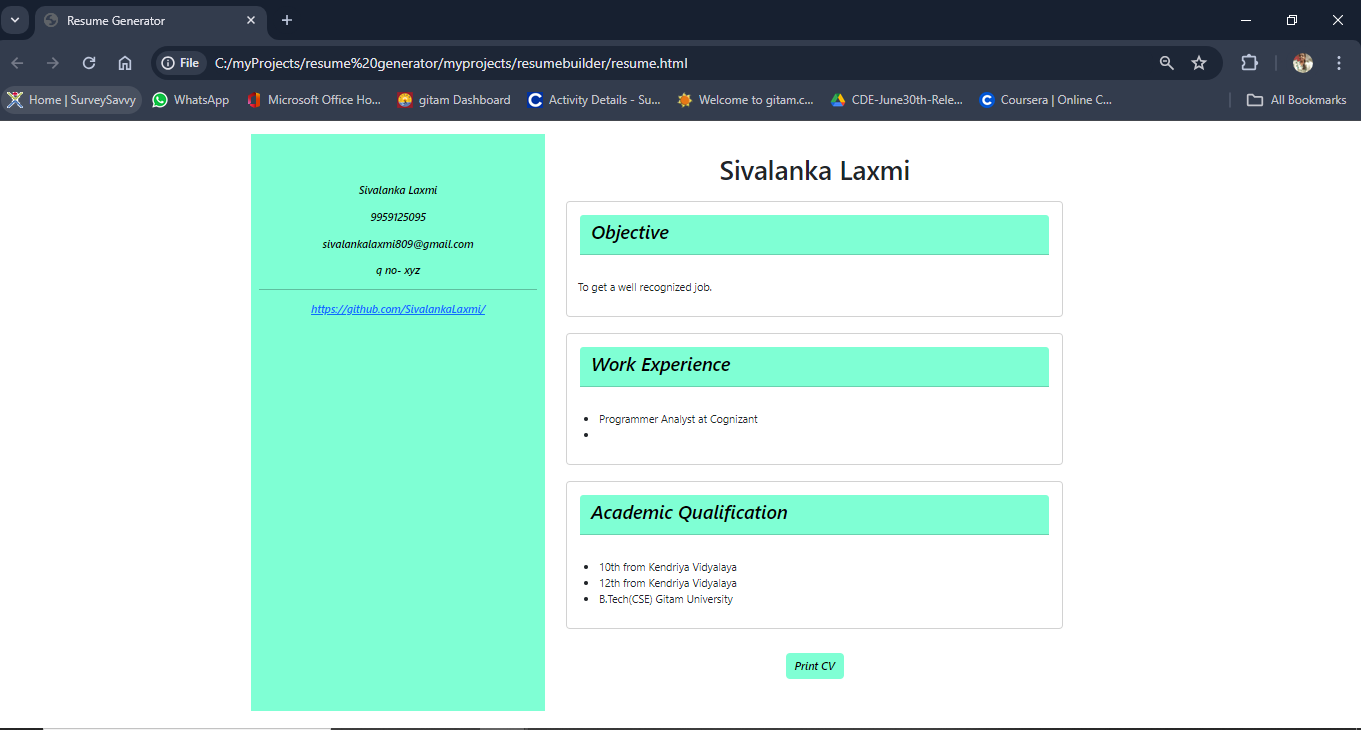 Resume Generator
File
C:/myProjects/resume%20generator/myprojects/resumebuilder/resume.html
Home | SurveySavvy
WhatsApp
Microsoft Office Ho...
gitam Dashboard
Activity Details - Su...
Welcome to gitam.c...
CDE-June30th-Rele...
Coursera | Online C...
All Bookmarks
Sivalanka Laxmi
9959125095
sivalankalaxmi809@gmail.com
q no- xyz
https://github.com/SivalankaLaxmi/
Sivalanka Laxmi
Objective
To get a well recognized job.
Work Experience
Programmer Analyst at Cognizant
Academic Qualification
10th from Kendriya Vidyalaya
12th from Kendriya Vidyalaya
B.Tech(CSE) Gitam University
Print CV